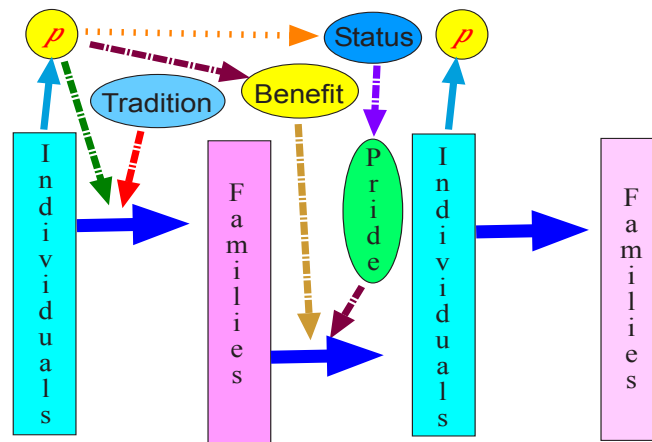 p
Status
p
Tradition
Benefit
Individuals
Families
Pride
Individuals
Families